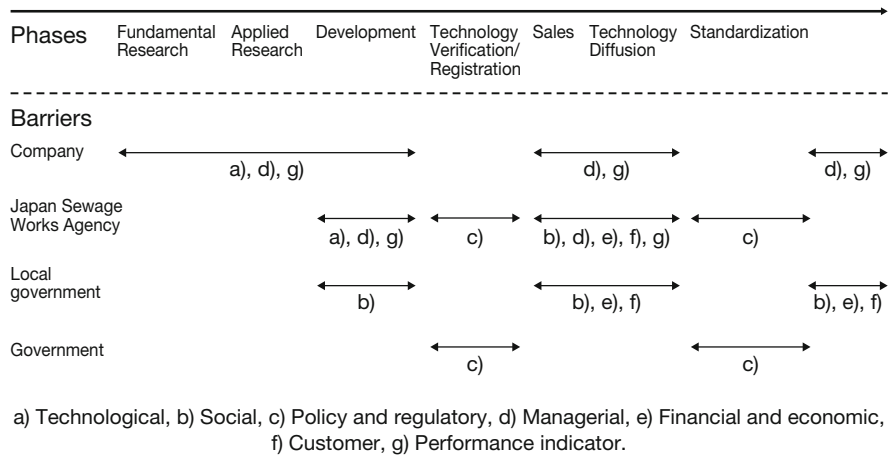 Phases Fundamental Research Applied Research Development Technology Verification/ Registration Sales Technology Diffusion Standardization
Barriers
Company
a), d), g) d), g) d), g)
Japan Sewage
Works Agency
a), d), g) c) b), d), e), f), g) c)
Local
government
b) b), e), f) b), e), f)
Government
c) c)
a) Technological, b) Social, c) Policy and regulatory, d) Managerial, e) Financial and economic,
f) Customer, g) Performance indicator.